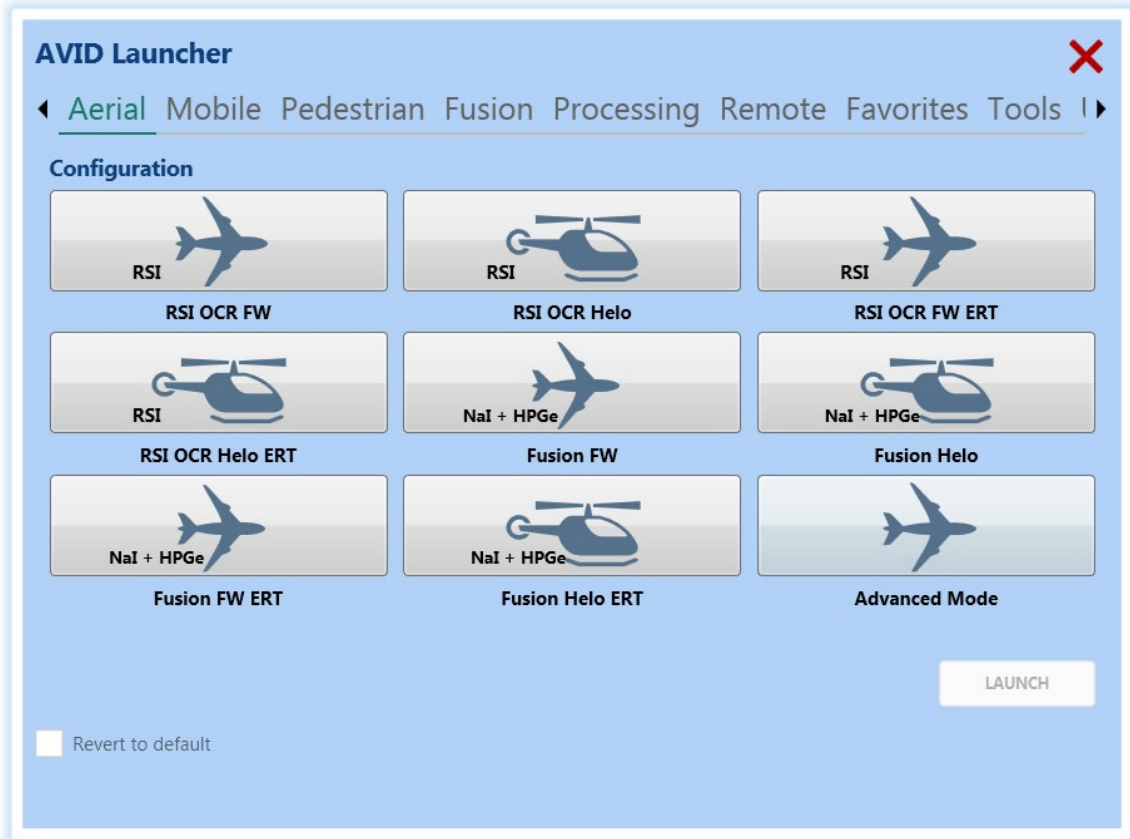 AVID Launcher
Aerial Mobile Pedestrian Fusion Processing Remote Favorites Tools
Configuration
RSI RSI RSI
RSI OCR FW RSI OCR Helo RSI OCR FW ERT
RSI NaI + HPGe NaI + HPGe
RSI OCR Helo ERT Fusion FW Fusion Helo
NaI + HPGe NaI + HPGe
Fusion FW ERT Fusion Helo ERT Advanced Mode
LAUNCH
Revert to default